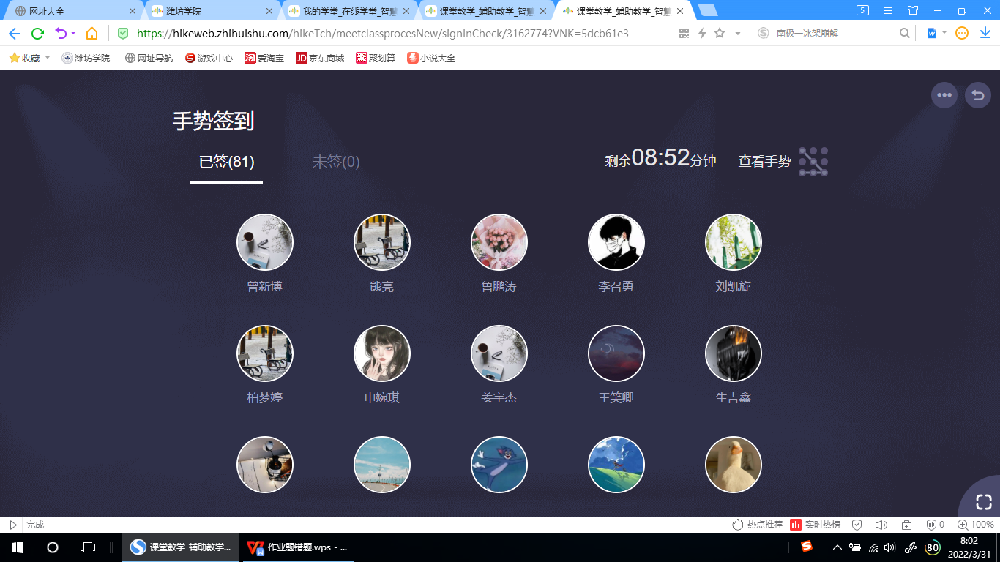 网址大全
潍坊学院
我的学堂_在线学堂_智慧
课堂教学_辅助教学_智慧
课堂教学_辅助教学_智慧
5
https://hikeweb.zhihuishu.com/hikeTch/meetclassprocesNew/signInCheck/3162774?VNK=5dcb61e3
南极一冰架崩解
收藏
潍坊学院
网址导航
游戏中心
淘 爱淘宝
JD 京东商城
聚 聚划算
小说大全
手势签到
已签(81)
未签(0)
剩余08:52分钟
查看手势
曾新博
熊亮
鲁鹏涛
李召勇
刘凯旋
柏梦婷
申婉琪
姜宇杰
王笑卿
生吉鑫
完成
热点推荐
实时热榜
0
100%
课堂教学_辅助教学...
作业题错题.wps - ...
80
8:02
2022/3/31